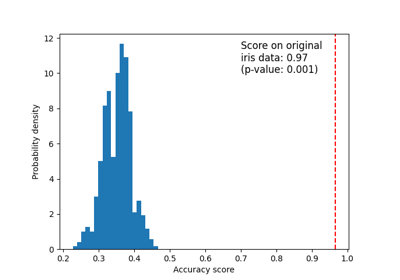 12
10
8
6
4
2
0
Probability density
Score on original
iris data: 0.97
(p-value: 0.001)
0.2 0.3 0.4 0.5 0.6 0.7 0.8 0.9 1.0
Accuracy score